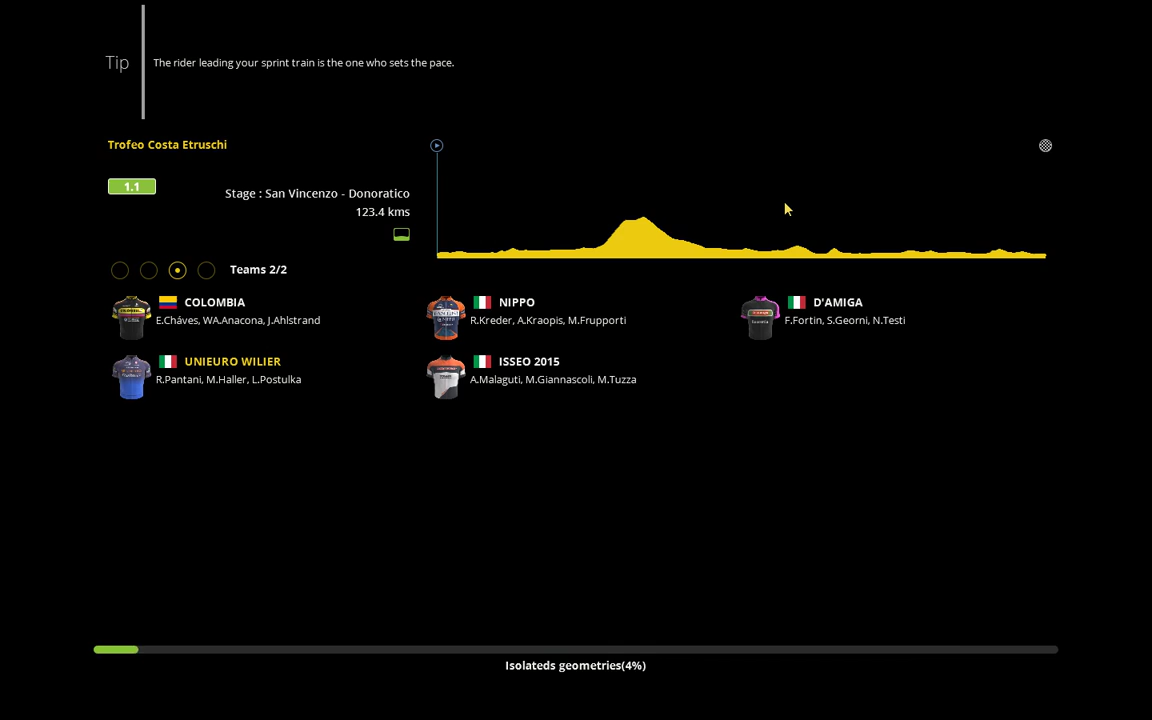 Tip
The rider leading your sprint train is the one who sets the pace.
Trofeo Costa Etruschi
1.1
Stage : San Vincenzo - Donoratico
123.4 kms
Teams 2/2
COLOMBIA
E.Cháves, WA.Anacona, J.Ahlstrand
NIPPO
R.Kreder, A.Kraopis, M.Frupporti
D'AMIGA
F.Fortin, S.Georni, N.Testi
UNIEURO WILIER
R.Pantani, M.Haller, L.Postulka
ISSEO 2015
A.Malaguti, M.Giannascoli, M.Tuzza
Isolateds geometries(4%)